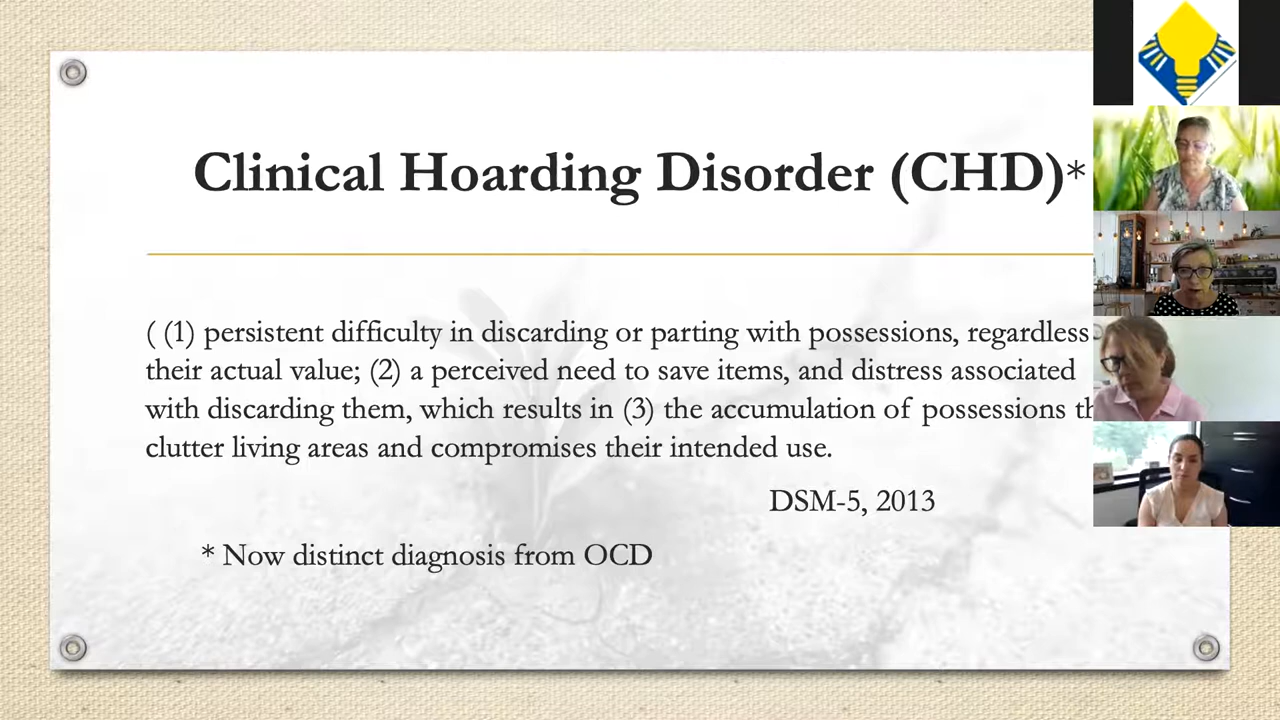 Clinical Hoarding Disorder (CHD)*
( (1) persistent difficulty in discarding or parting with possessions, regardless
their actual value; (2) a perceived need to save items, and distress associated
with discarding them, which results in (3) the accumulation of possessions
clutter living areas and compromises their intended use.
DSM-5, 2013
* Now distinct diagnosis from OCD